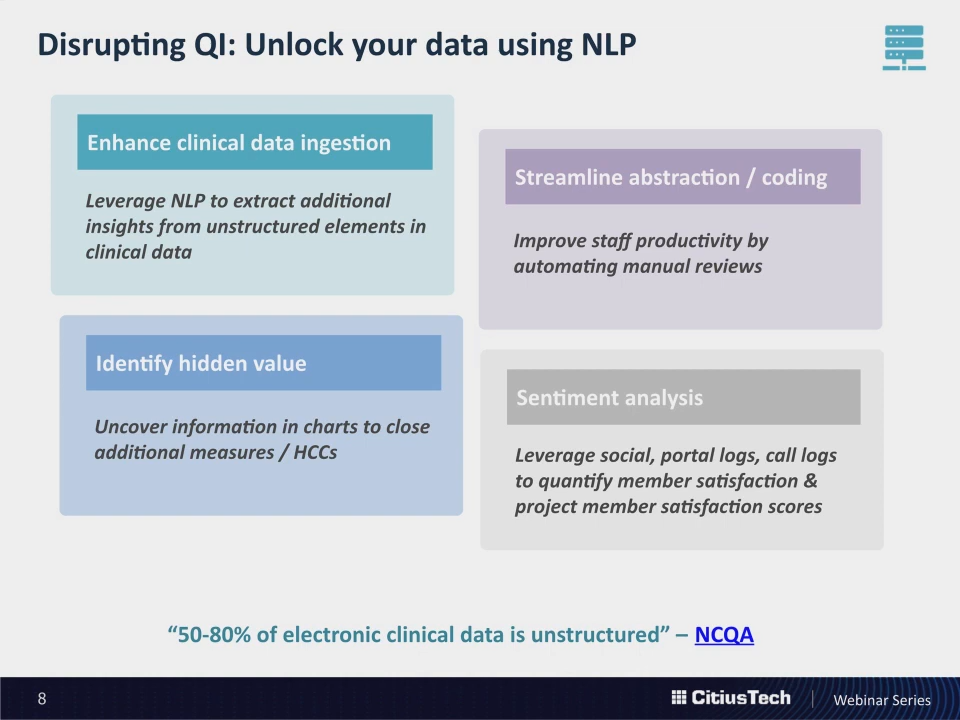 Disrupting QI: Unlock your data using NLP
Enhance clinical data ingestion
Leverage NLP to extract additional
insights from unstructured elements in
clinical data
Streamline abstraction / coding
Improve staff productivity by
automating manual reviews
Identify hidden value
Uncover information in charts to close
additional measures / HCCs
Sentiment analysis
Leverage social, portal logs, call logs
to quantify member satisfaction &
project member satisfaction scores
“50-80% of electronic clinical data is unstructured” – NCQA
8
CitiusTech
Webinar Series